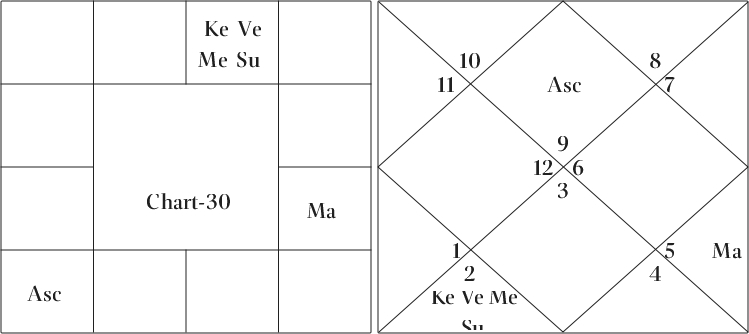 Ke Ve
Me Su
Chart-30
Ma
Asc
10
11
Asc
8
7
9
12 6
3
1
2
Ke Ve Me
Su
5
4
Ma